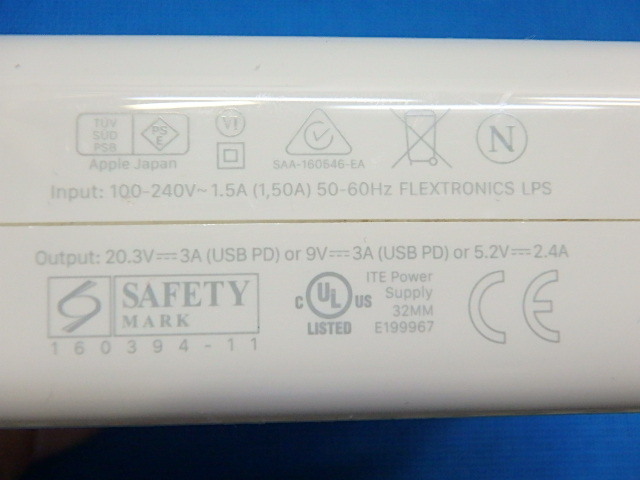 TÜV
SÜD
PSB
PS
E
VI
N
Apple Japan
SAA-160646-EA
Input: 100-240V~ 1.5A (1,50A) 50-60Hz FLEXTRONICS LPS
Output: 20.3V⎓3A (USB PD) or 9V⎓3A (USB PD) or 5.2V⎓2.4A
SAFETY
MARK
160394-11
C UL US
LISTED
ITE Power
Supply
32MM
E199967
CE